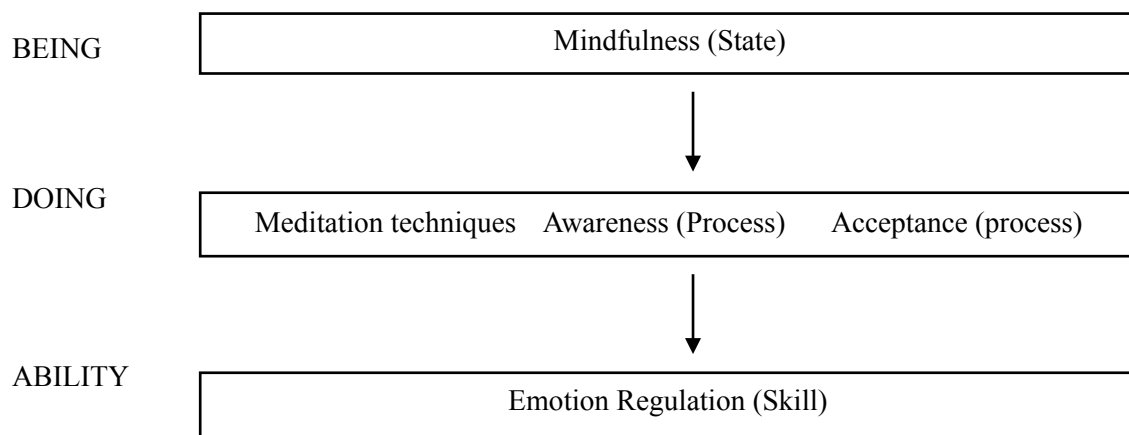 BEING
Mindfulness (State)
DOING
Meditation techniques Awareness (Process) Acceptance (process)
ABILITY
Emotion Regulation (Skill)